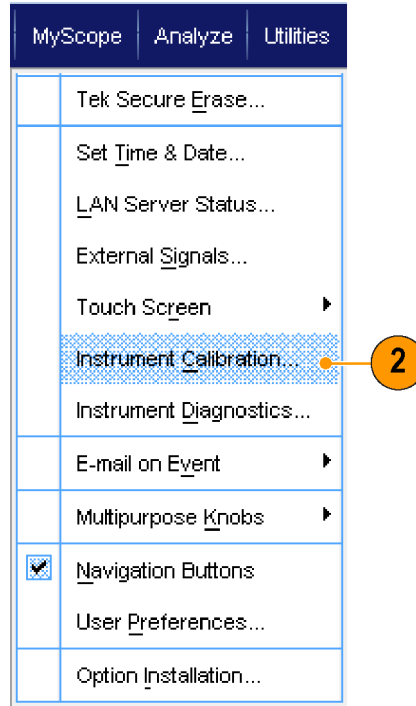 MyScope Analyze Utilities
Tek Secure Erase...
Set Time & Date...
LAN Server Status...
External Signals...
Touch Screen
Instrument Calibration... 2
Instrument Diagnostics...
E-mail on Event
Multipurpose Knobs
Navigation Buttons
User Preferences...
Option Installation...